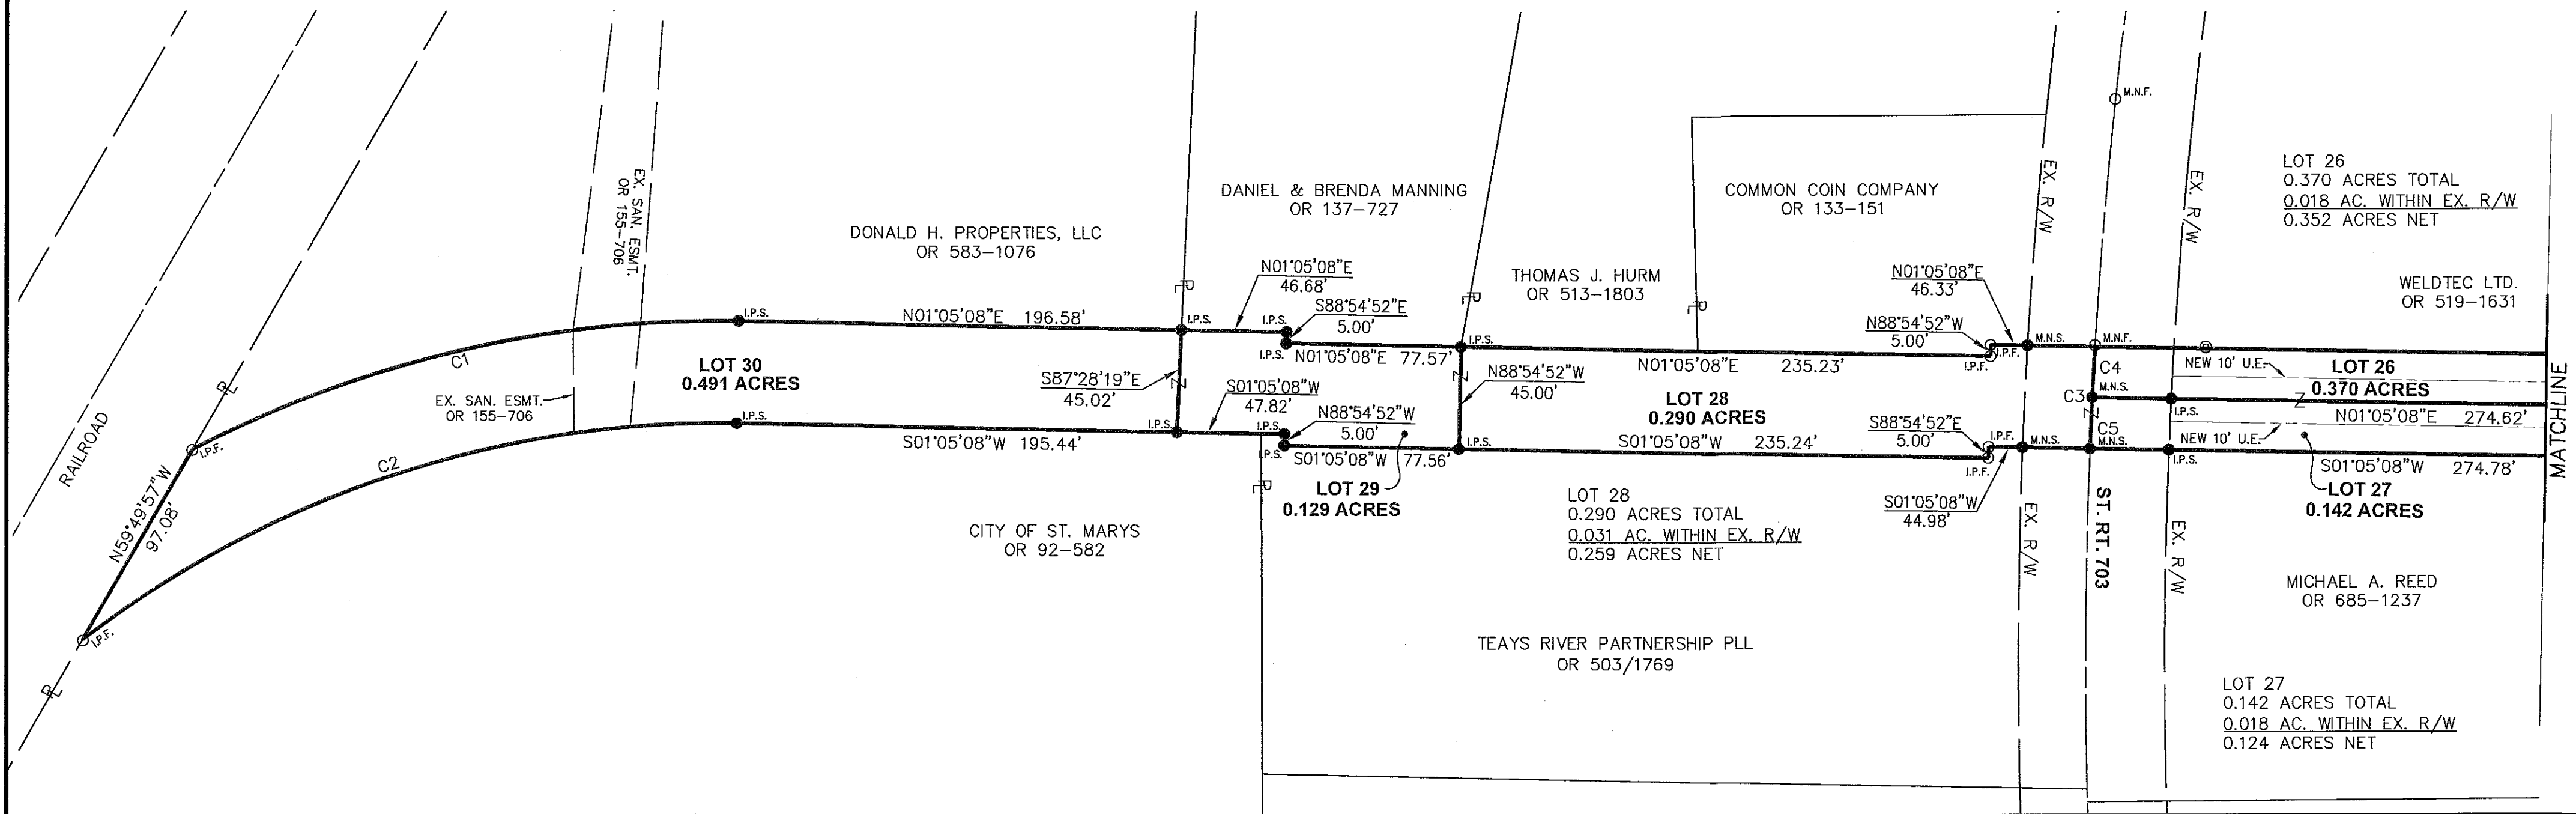 RAILROAD
N59°49'57"W
97.08'
I.P.F.
I.P.F.
PL
PL
C1
C2
EX. SAN. ESMT.
OR 155-706
EX. SAN. ESMT.
OR 155-706
LOT 30
0.491 ACRES
I.P.S.
I.P.S.
DONALD H. PROPERTIES, LLC
OR 583-1076
N01°05'08"E 196.58'
S01°05'08"W 195.44'
CITY OF ST. MARYS
OR 92-582
PL
I.P.S.
I.P.S.
S87°28'19"E
45.02'
Z
DANIEL & BRENDA MANNING
OR 137-727
N01°05'08"E
46.68'
I.P.S.
S88°54'52"E
5.00'
I.P.S.
N01°05'08"E 77.57'
S01°05'08"W
47.82'
I.P.S.
N88°54'52"W
5.00'
I.P.S.
S01°05'08"W 77.56'
LOT 29
0.129 ACRES
PL
PL
I.P.S.
I.P.S.
N88°54'52"W
45.00'
Z
THOMAS J. HURM
OR 513-1803
PL
COMMON COIN COMPANY
OR 133-151
N01°05'08"E 235.23'
LOT 28
0.290 ACRES
S01°05'08"W 235.24'
N01°05'08"E
46.33'
N88°54'52"W
5.00'
I.P.F.
I.P.F.
S88°54'52"E
5.00'
I.P.F.
I.P.F.
S01°05'08"W
44.98'
LOT 28
0.290 ACRES TOTAL
0.031 AC. WITHIN EX. R/W
0.259 ACRES NET
TEAYS RIVER PARTNERSHIP PLL
OR 503/1769
EX. R/W
EX. R/W
EX. R/W
EX. R/W
M.N.F.
M.N.S.
M.N.F.
M.N.S.
M.N.S.
M.N.S.
C4
C3
Z
C5
ST. RT. 703
I.P.S.
I.P.S.
LOT 26
0.370 ACRES TOTAL
0.018 AC. WITHIN EX. R/W
0.352 ACRES NET
WELDTEC LTD.
OR 519-1631
NEW 10' U.E.
LOT 26
0.370 ACRES
Z
N01°05'08"E 274.62'
NEW 10' U.E.
S01°05'08"W 274.78'
LOT 27
0.142 ACRES
MATCHLINE
MICHAEL A. REED
OR 685-1237
LOT 27
0.142 ACRES TOTAL
0.018 AC. WITHIN EX. R/W
0.124 ACRES NET